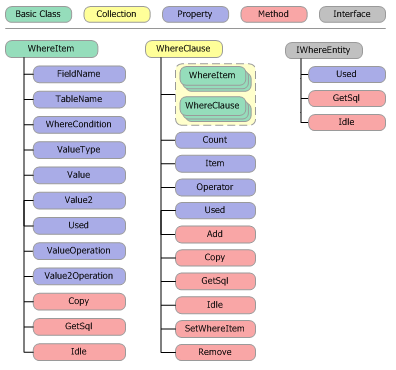 Basic Class
Collection
Property
Method
Interface
WhereItem
FieldName
TableName
WhereCondition
ValueType
Value
Value2
Used
ValueOperation
Value2Operation
Copy
GetSql
Idle
WhereClause
WhereItem
WhereClause
Count
Item
Operator
Used
Add
Copy
GetSql
Idle
SetWhereItem
Remove
IWhereEntity
Used
GetSql
Idle